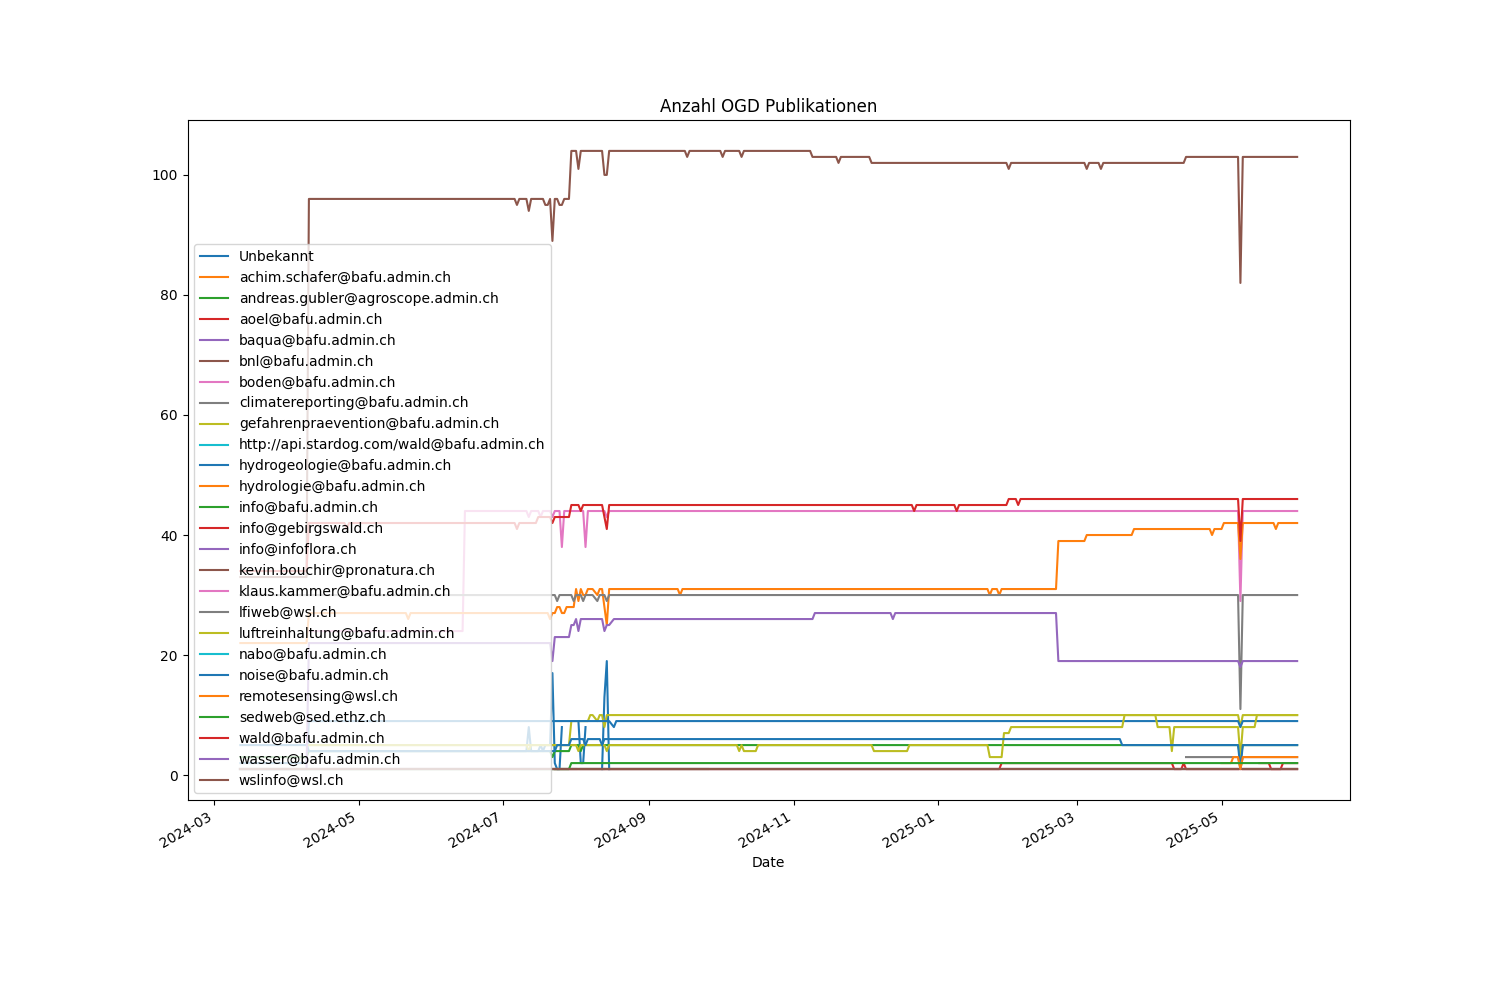 Anzahl OGD Publikationen
100
80
60
40
20
0
Unbekannt
achim.schafer@bafu.admin.ch
andreas.gubler@agroscope.admin.ch
aoel@bafu.admin.ch
baqua@bafu.admin.ch
bnl@bafu.admin.ch
boden@bafu.admin.ch
climatereporting@bafu.admin.ch
gefahrenpraevention@bafu.admin.ch
http://api.stardog.com/wald@bafu.admin.ch
hydrogeologie@bafu.admin.ch
hydrologie@bafu.admin.ch
info@bafu.admin.ch
info@gebirgswald.ch
info@infoflora.ch
kevin.bouchir@pronatura.ch
klaus.kammer@bafu.admin.ch
lfiweb@wsl.ch
luftreinhaltung@bafu.admin.ch
nabo@bafu.admin.ch
noise@bafu.admin.ch
remotesensing@wsl.ch
sedweb@sed.ethz.ch
wald@bafu.admin.ch
wasser@bafu.admin.ch
wslinfo@wsl.ch
2024-03
2024-05
2024-07
2024-09
2024-11
2025-01
2025-03
2025-05
Date